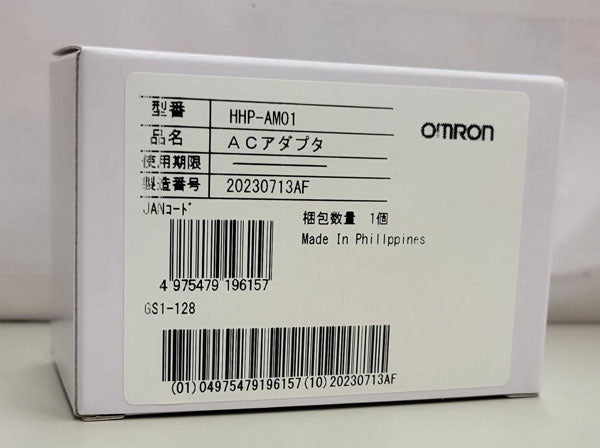 型番 HHP-AM01
OMRON
品名 ACアダプタ
使用期限 ―――――
製造番号 20230713AF
JANコード
梱包数量 1個
Made In Phillppines
4 975479 196157
GS1-128
(01)04975479196157(10)20230713AF